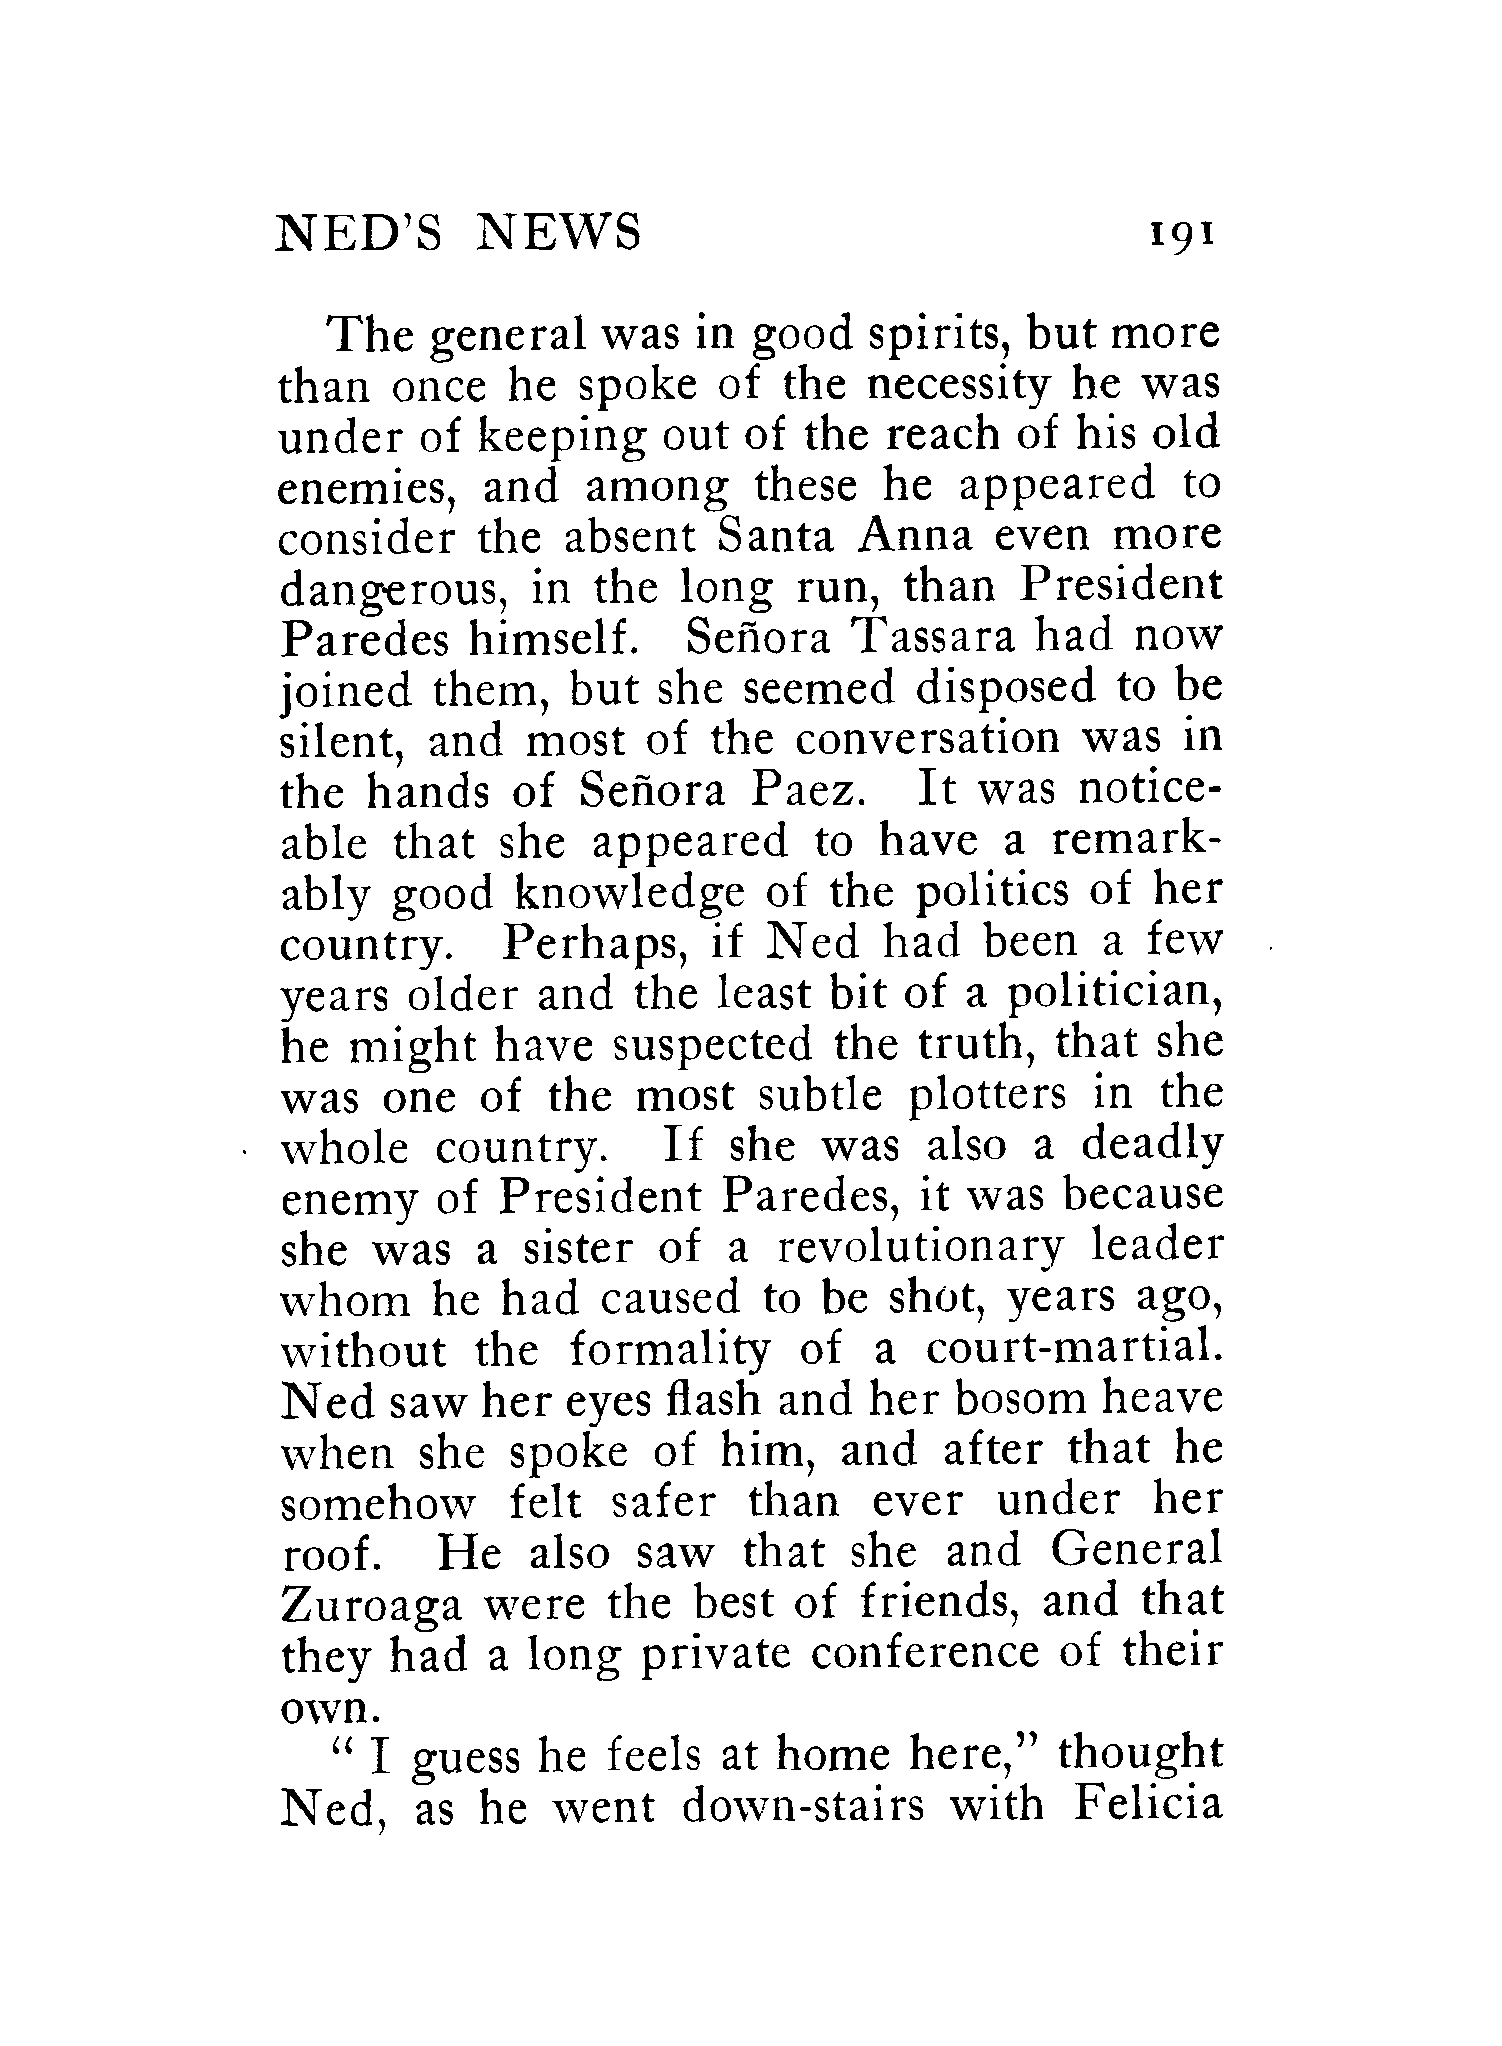 NED'S NEWS 191
The general was in good spirits, but more
than once he spoke of the necessity he was
under of keeping out of the reach of his old
enemies, and among these he appeared to
consider the absent Santa Anna even more
dangerous, in the long run, than President
Paredes himself. Señora Tassara had now
joined them, but she seemed disposed to be
silent, and most of the conversation was in
the hands of Señora Paez. It was notice-
able that she appeared to have a remark-
ably good knowledge of the politics of her
country. Perhaps, if Ned had been a few
years older and the least bit of a politician,
he might have suspected the truth, that she
was one of the most subtle plotters in the
whole country. If she was also a deadly
enemy of President Paredes, it was because
she was a sister of a revolutionary leader
whom he had caused to be shot, years ago,
without the formality of a court-martial.
Ned saw her eyes flash and her bosom heave
when she spoke of him, and after that he
somehow felt safer than ever under her
roof. He also saw that she and General
Zuroaga were the best of friends, and that
they had a long private conference of their
own.
“ I guess he feels at home here,” thought
Ned, as he went down-stairs with Felicia